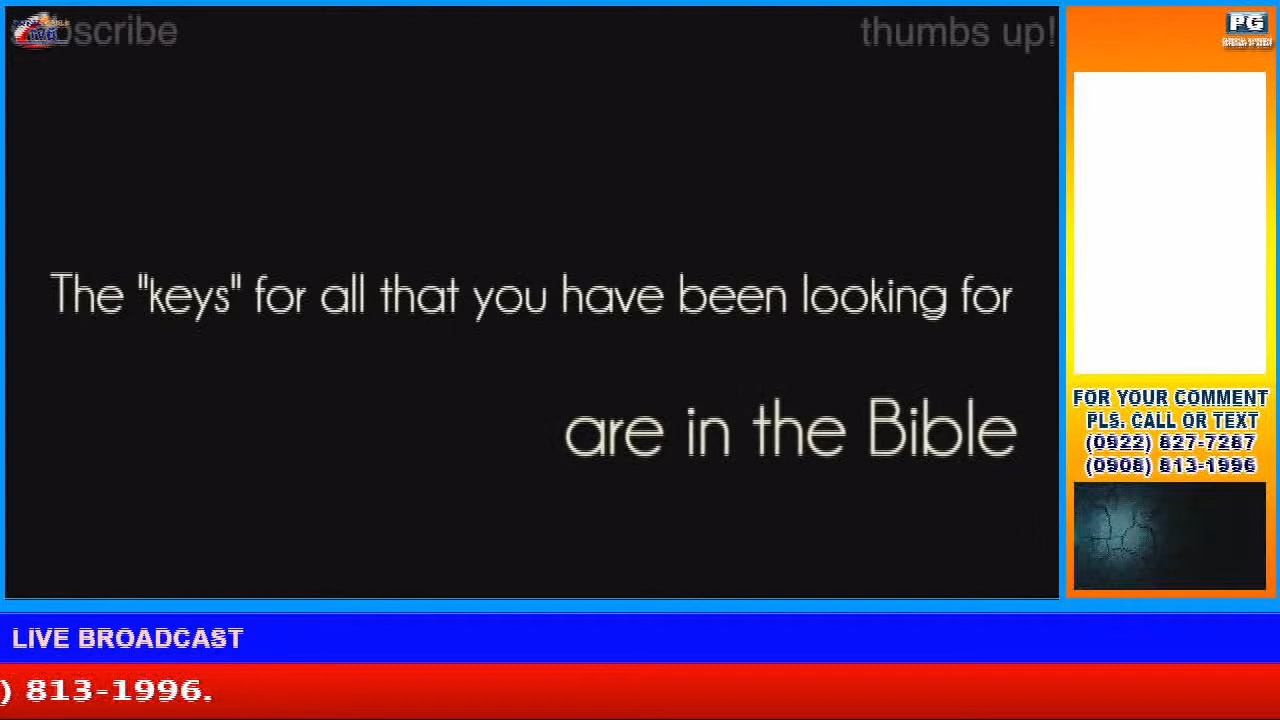 scribe
thumbs up!
PG
The "keys" for all that you have been looking for
are in the Bible
FOR YOUR COMMENT
PLS. CALL OR TEXT
(0922) 827-7287
(0908) 813-1996
LIVE BROADCAST
) 813-1996.